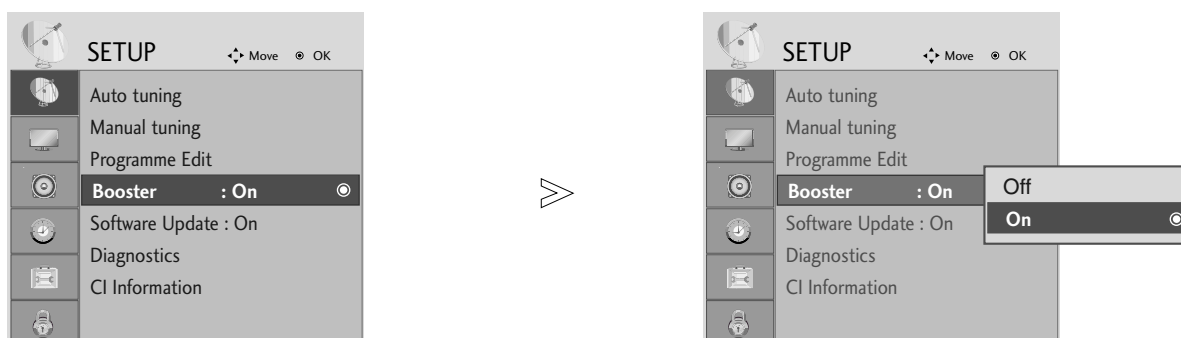 SETUP Move OK
Auto tuning
Manual tuning
Programme Edit
Booster : On
Software Update : On
Diagnostics
CI Information
SETUP Move OK
Auto tuning
Manual tuning
Programme Edit
Booster : On
Software Update : On
Diagnostics
CI Information
Off
On